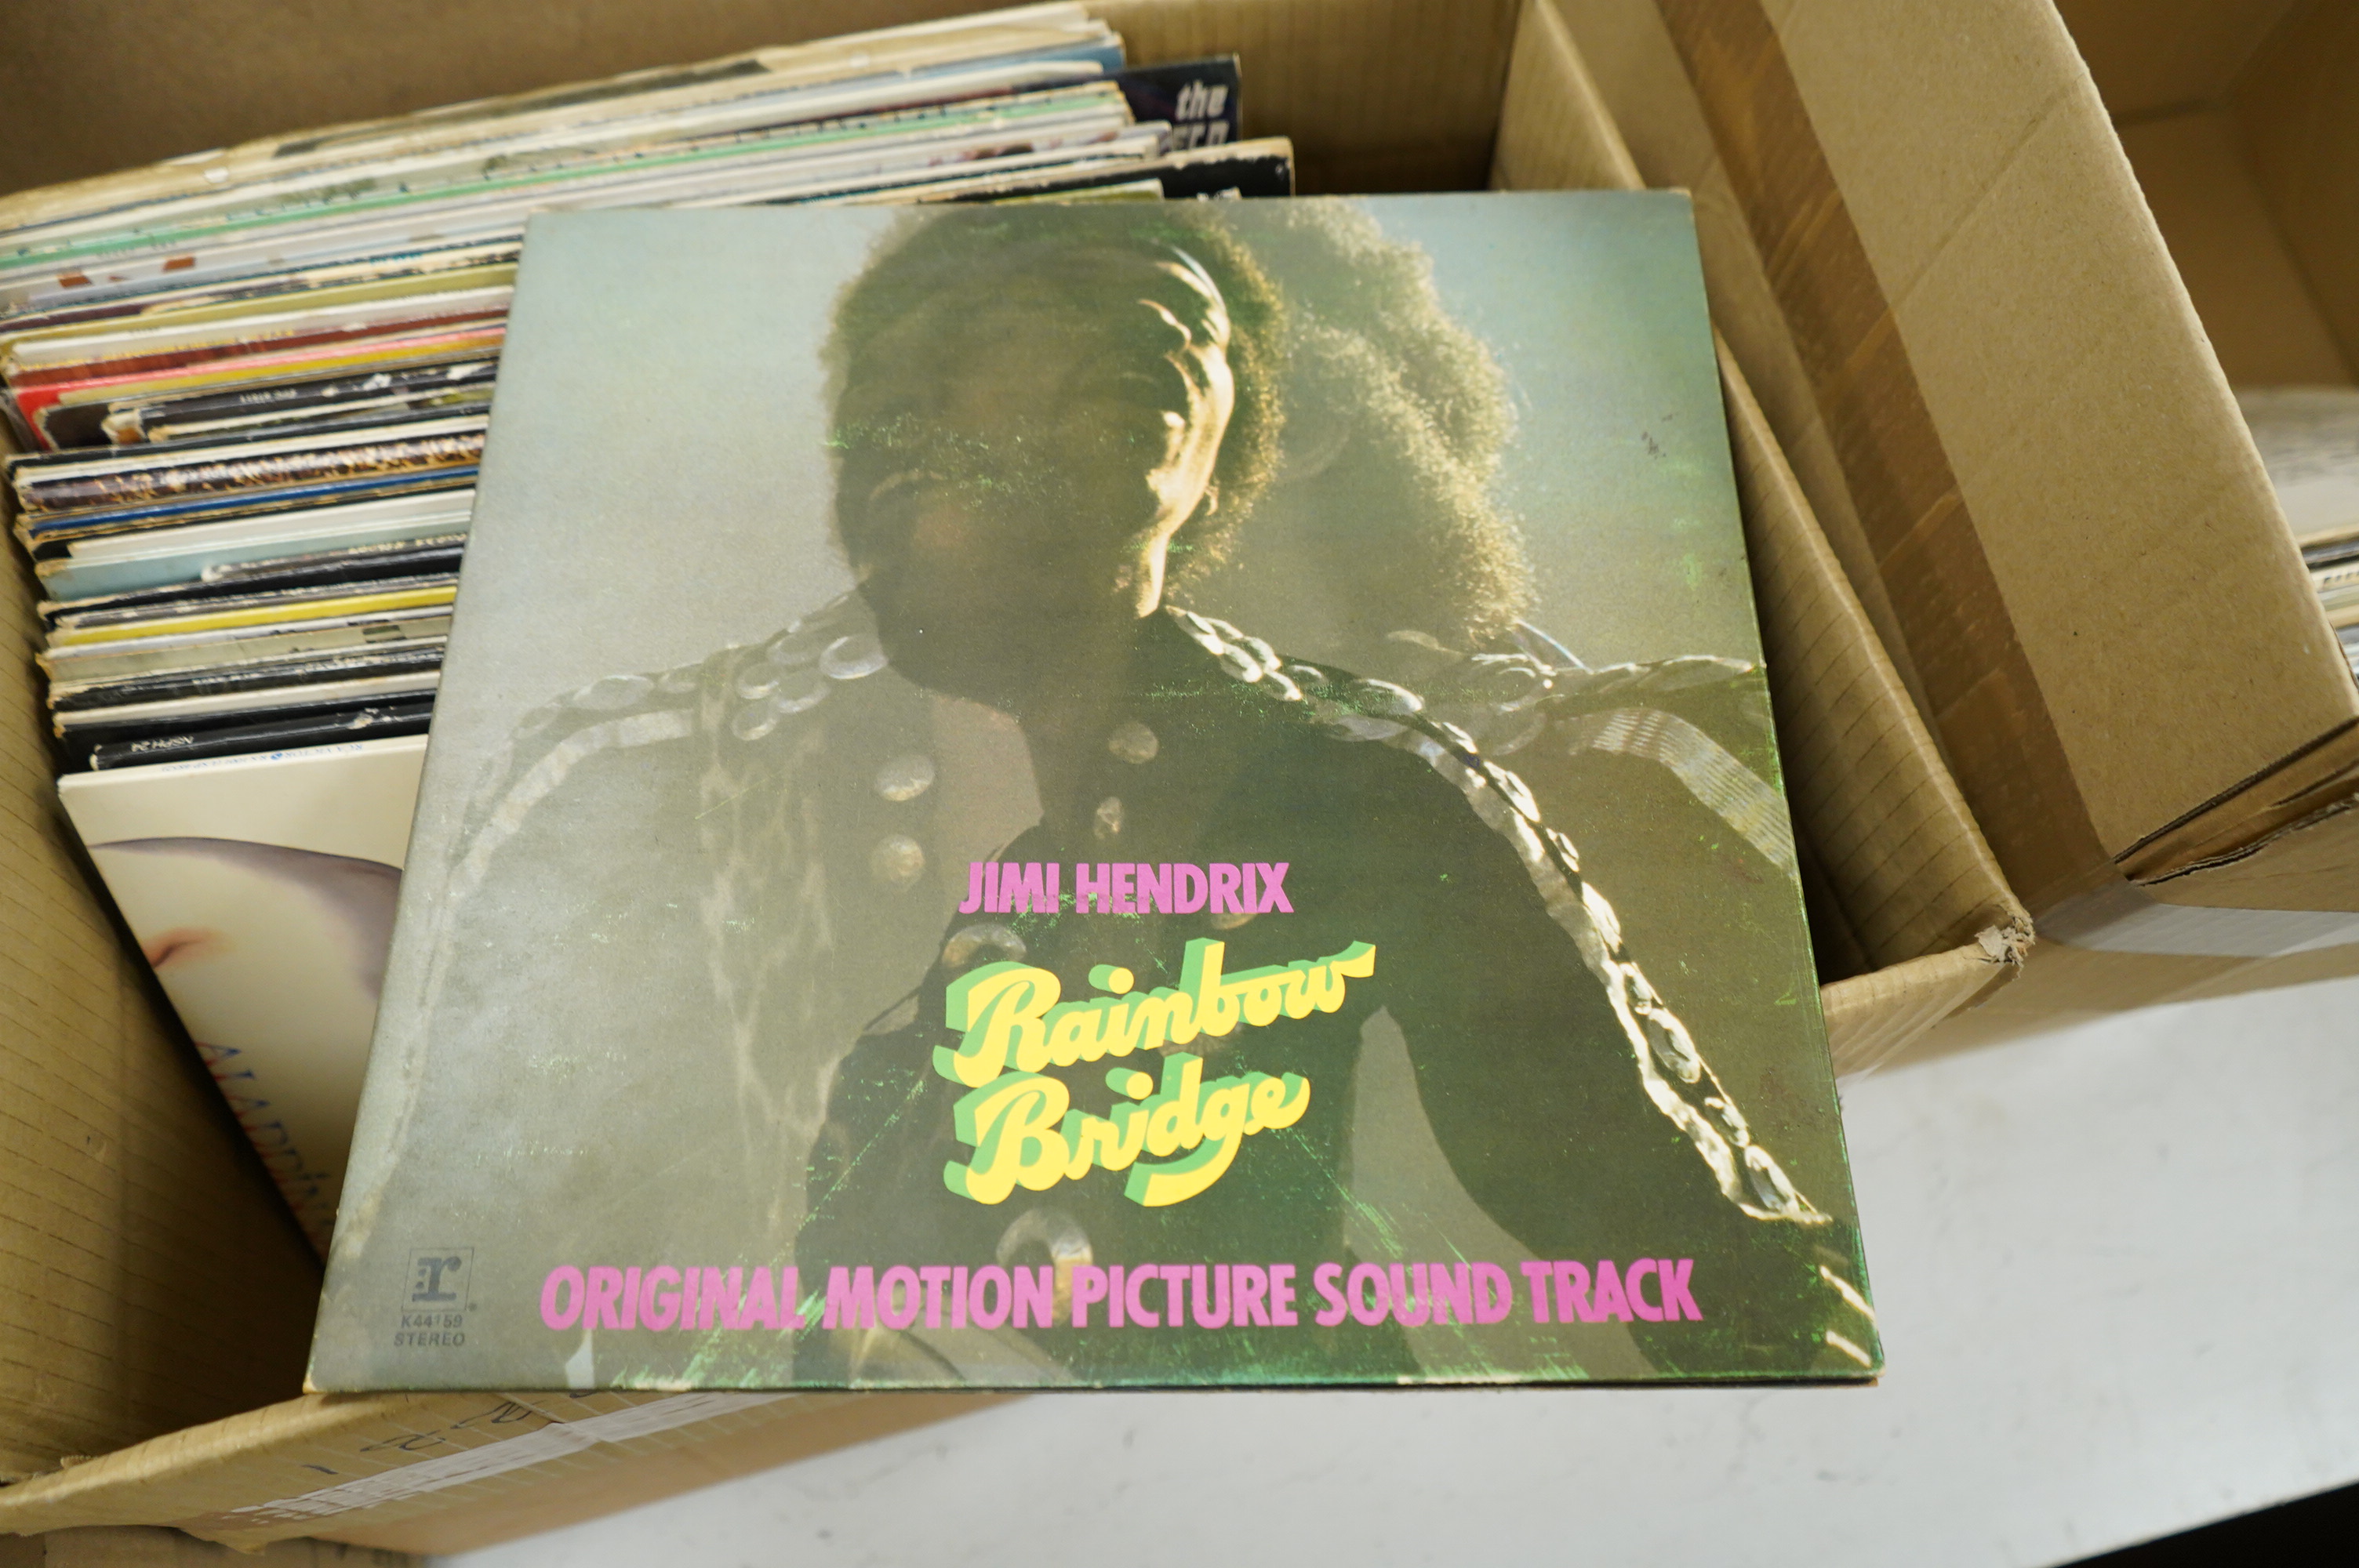 the
JIMI HENDRIX
Rainbow
Bridge
ORIGINAL MOTION PICTURE SOUND TRACK
r
K44159
STEREO